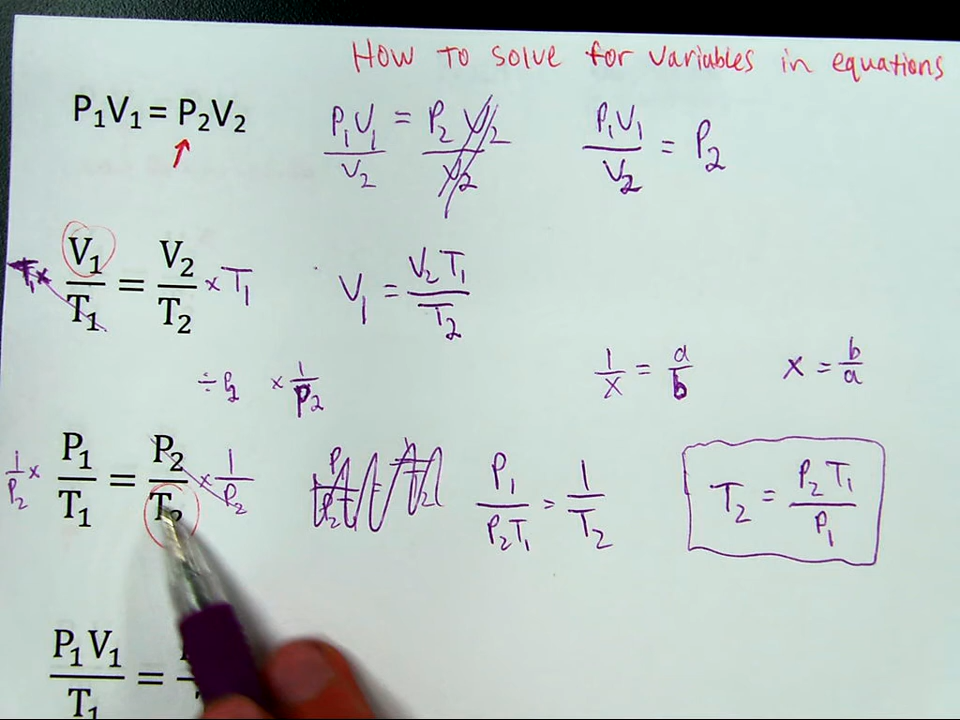 How to solve for variables in equations
P₁V₁ = P₂V₂
P₁V₁/V₂ = P₂V₂/V₂
P₁V₁/V₂ = P₂
T₁ × V₁/T₁ = V₂/T₂ × T₁
V₁ = V₂T₁/T₂
÷ P₂ × 1/P₂
1/x = a/b
x = b/a
1/P₂ × P₁/T₁ = P₂/T₂ × 1/P₂
P₁/P₂T₁ = 1/T₂
T₂ = P₂T₁/P₁
P₁V₁/T₁ =